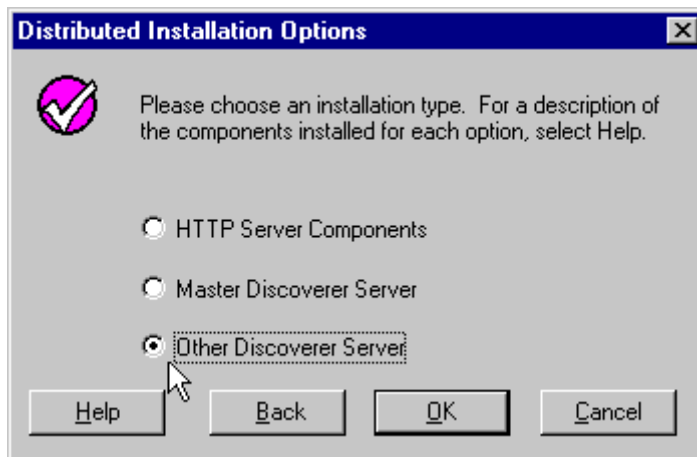 Distributed Installation Options
Please choose an installation type. For a description of
the components installed for each option, select Help.
HTTP Server Components
Master Discoverer Server
Other Discoverer Server
Help Back OK Cancel